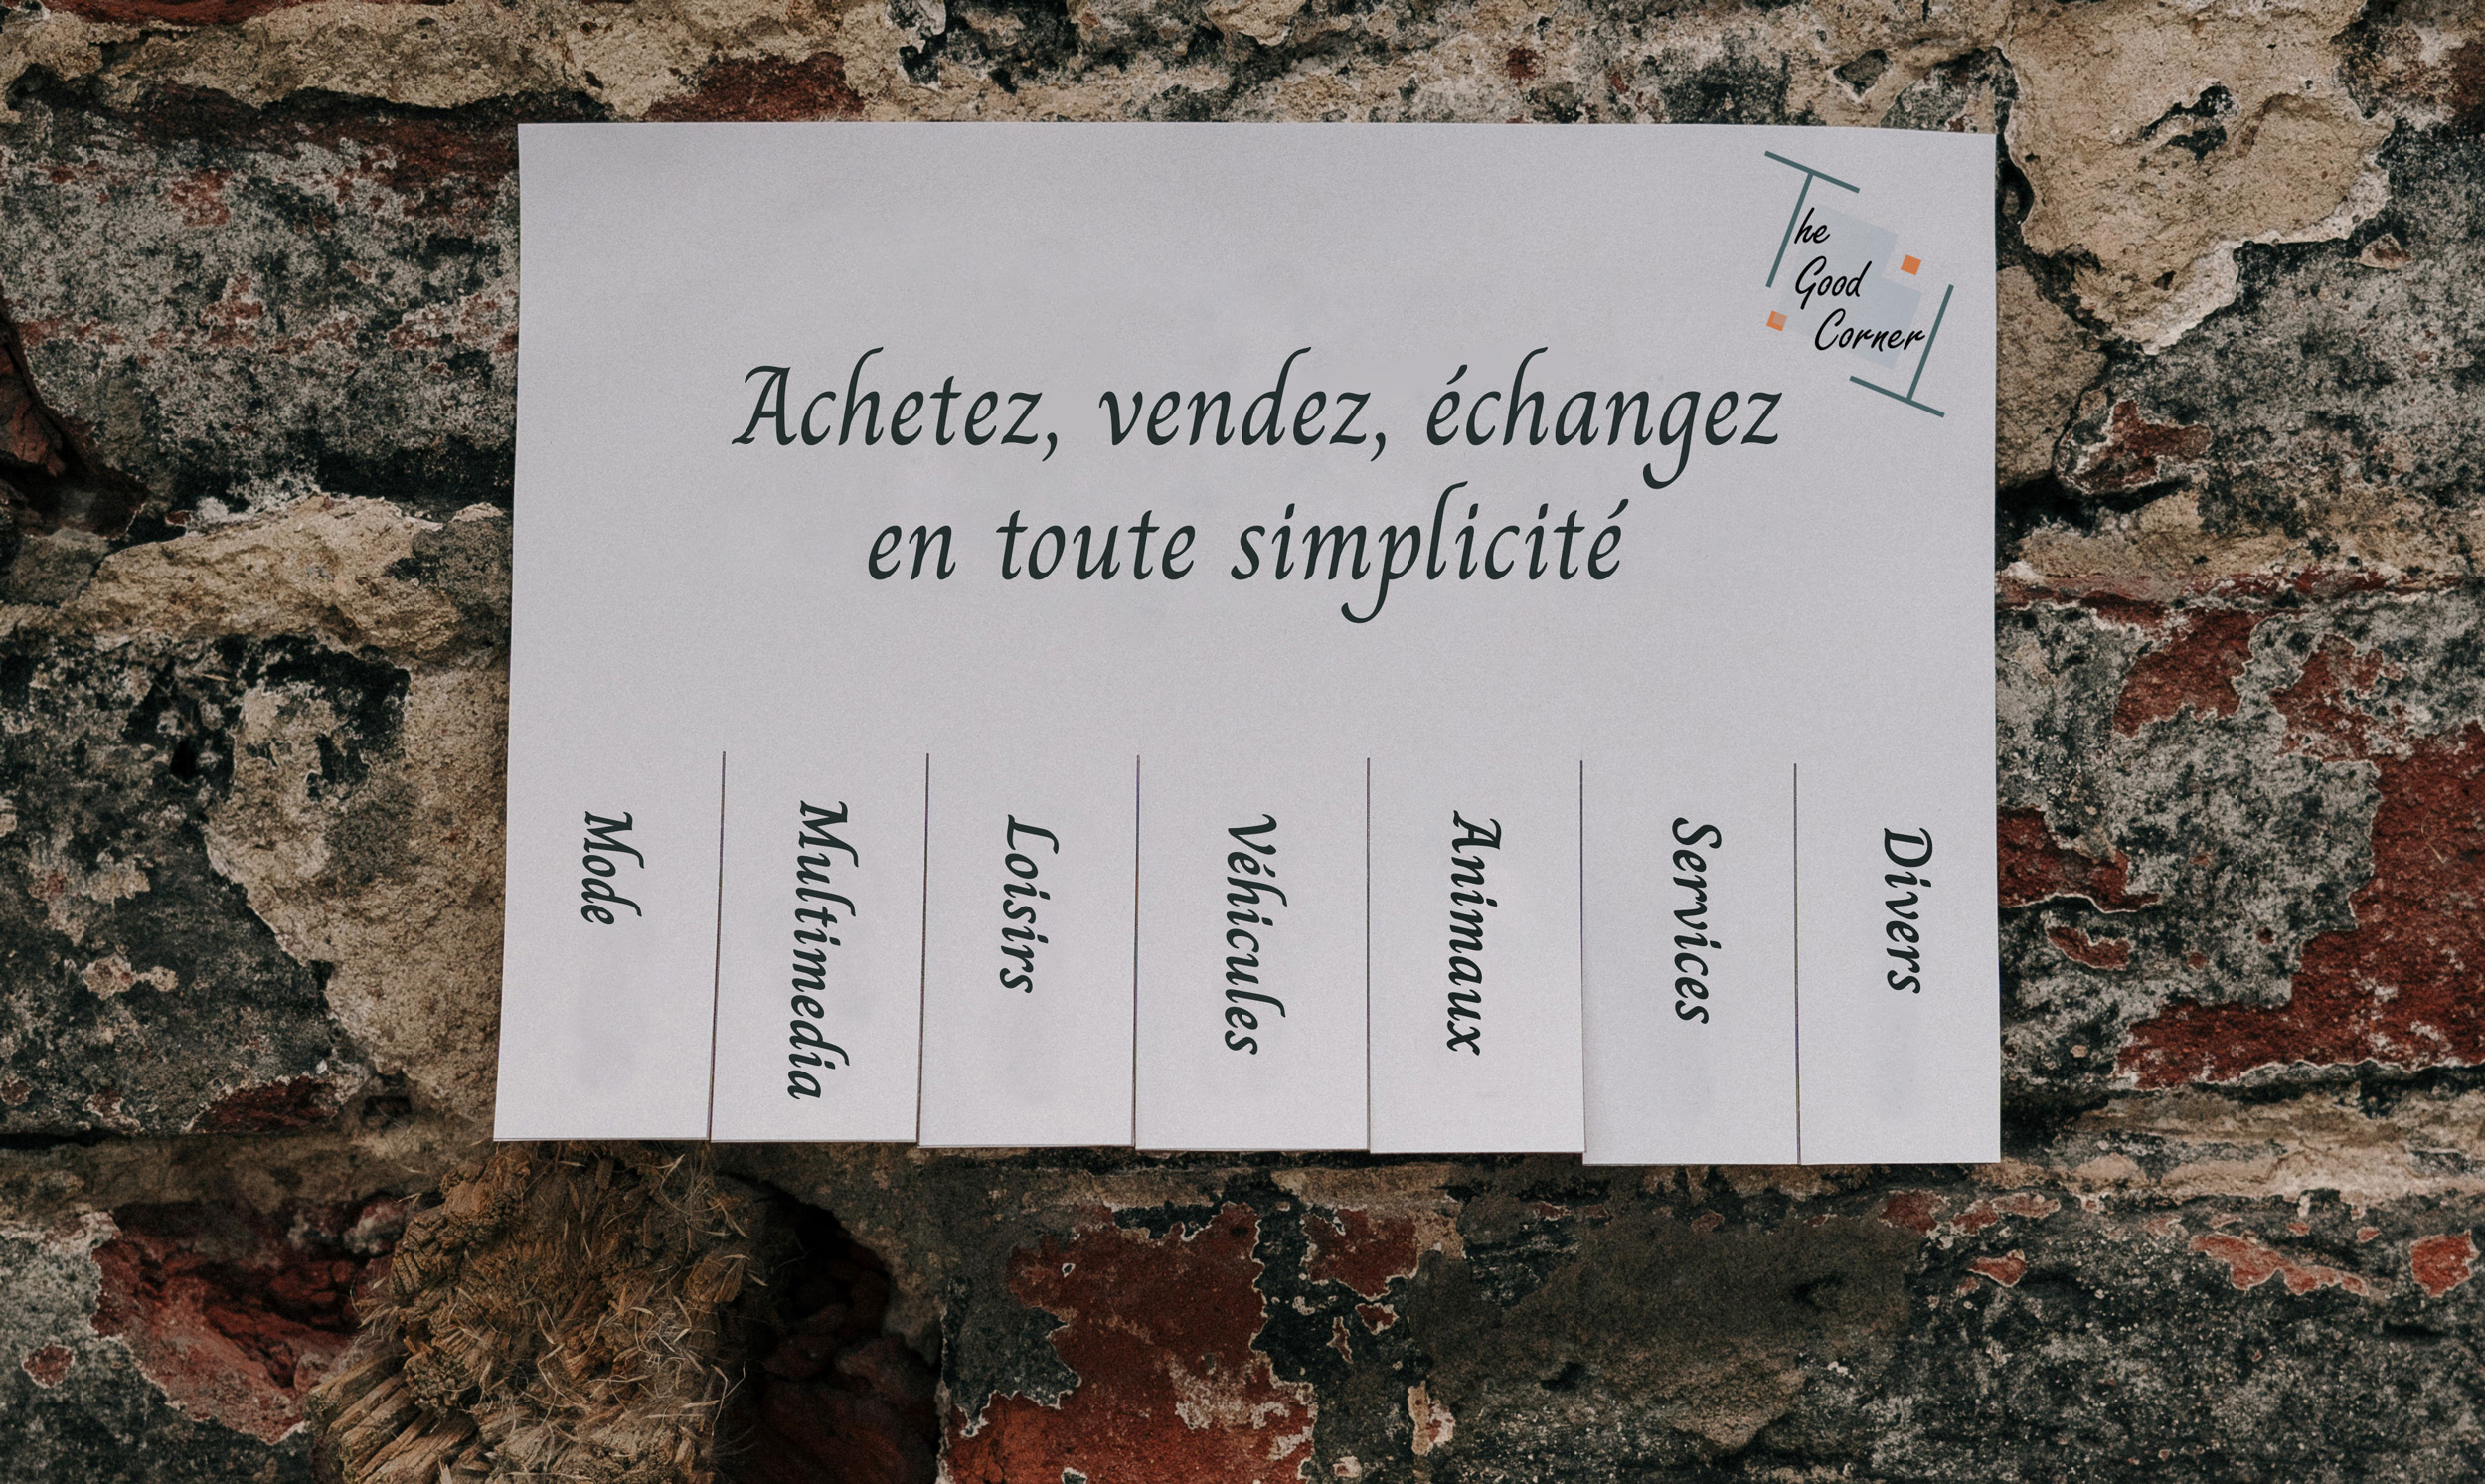 The
Good
Corner
Achetez, vendez, échangez
en toute simplicité
Mode
Multimedia
Loisirs
Véhicules
Animaux
Services
Divers